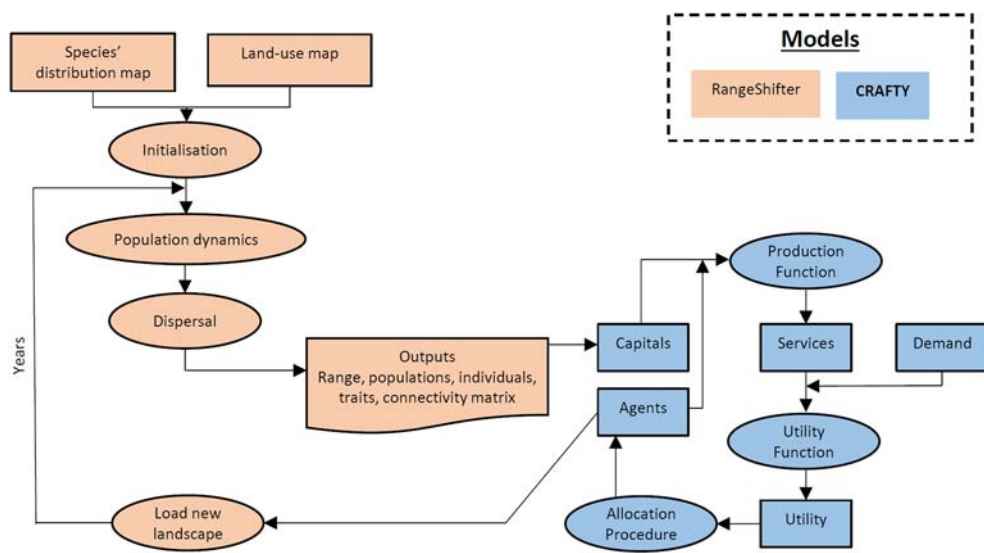 Species'
distribution map
Land-use map
Models
RangeShifter
CRAFTY
Initialisation
Population dynamics
Dispersal
Years
Outputs
Range, populations, individuals,
traits, connectivity matrix
Load new
landscape
Capitals
Agents
Production
Function
Services
Demand
Utility
Function
Utility
Allocation
Procedure